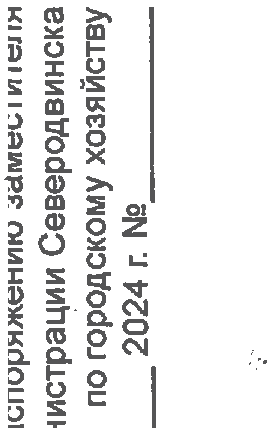 споряжению заместителя
нистрации Северодвинска
по городскому хозяйству
2024 г. №